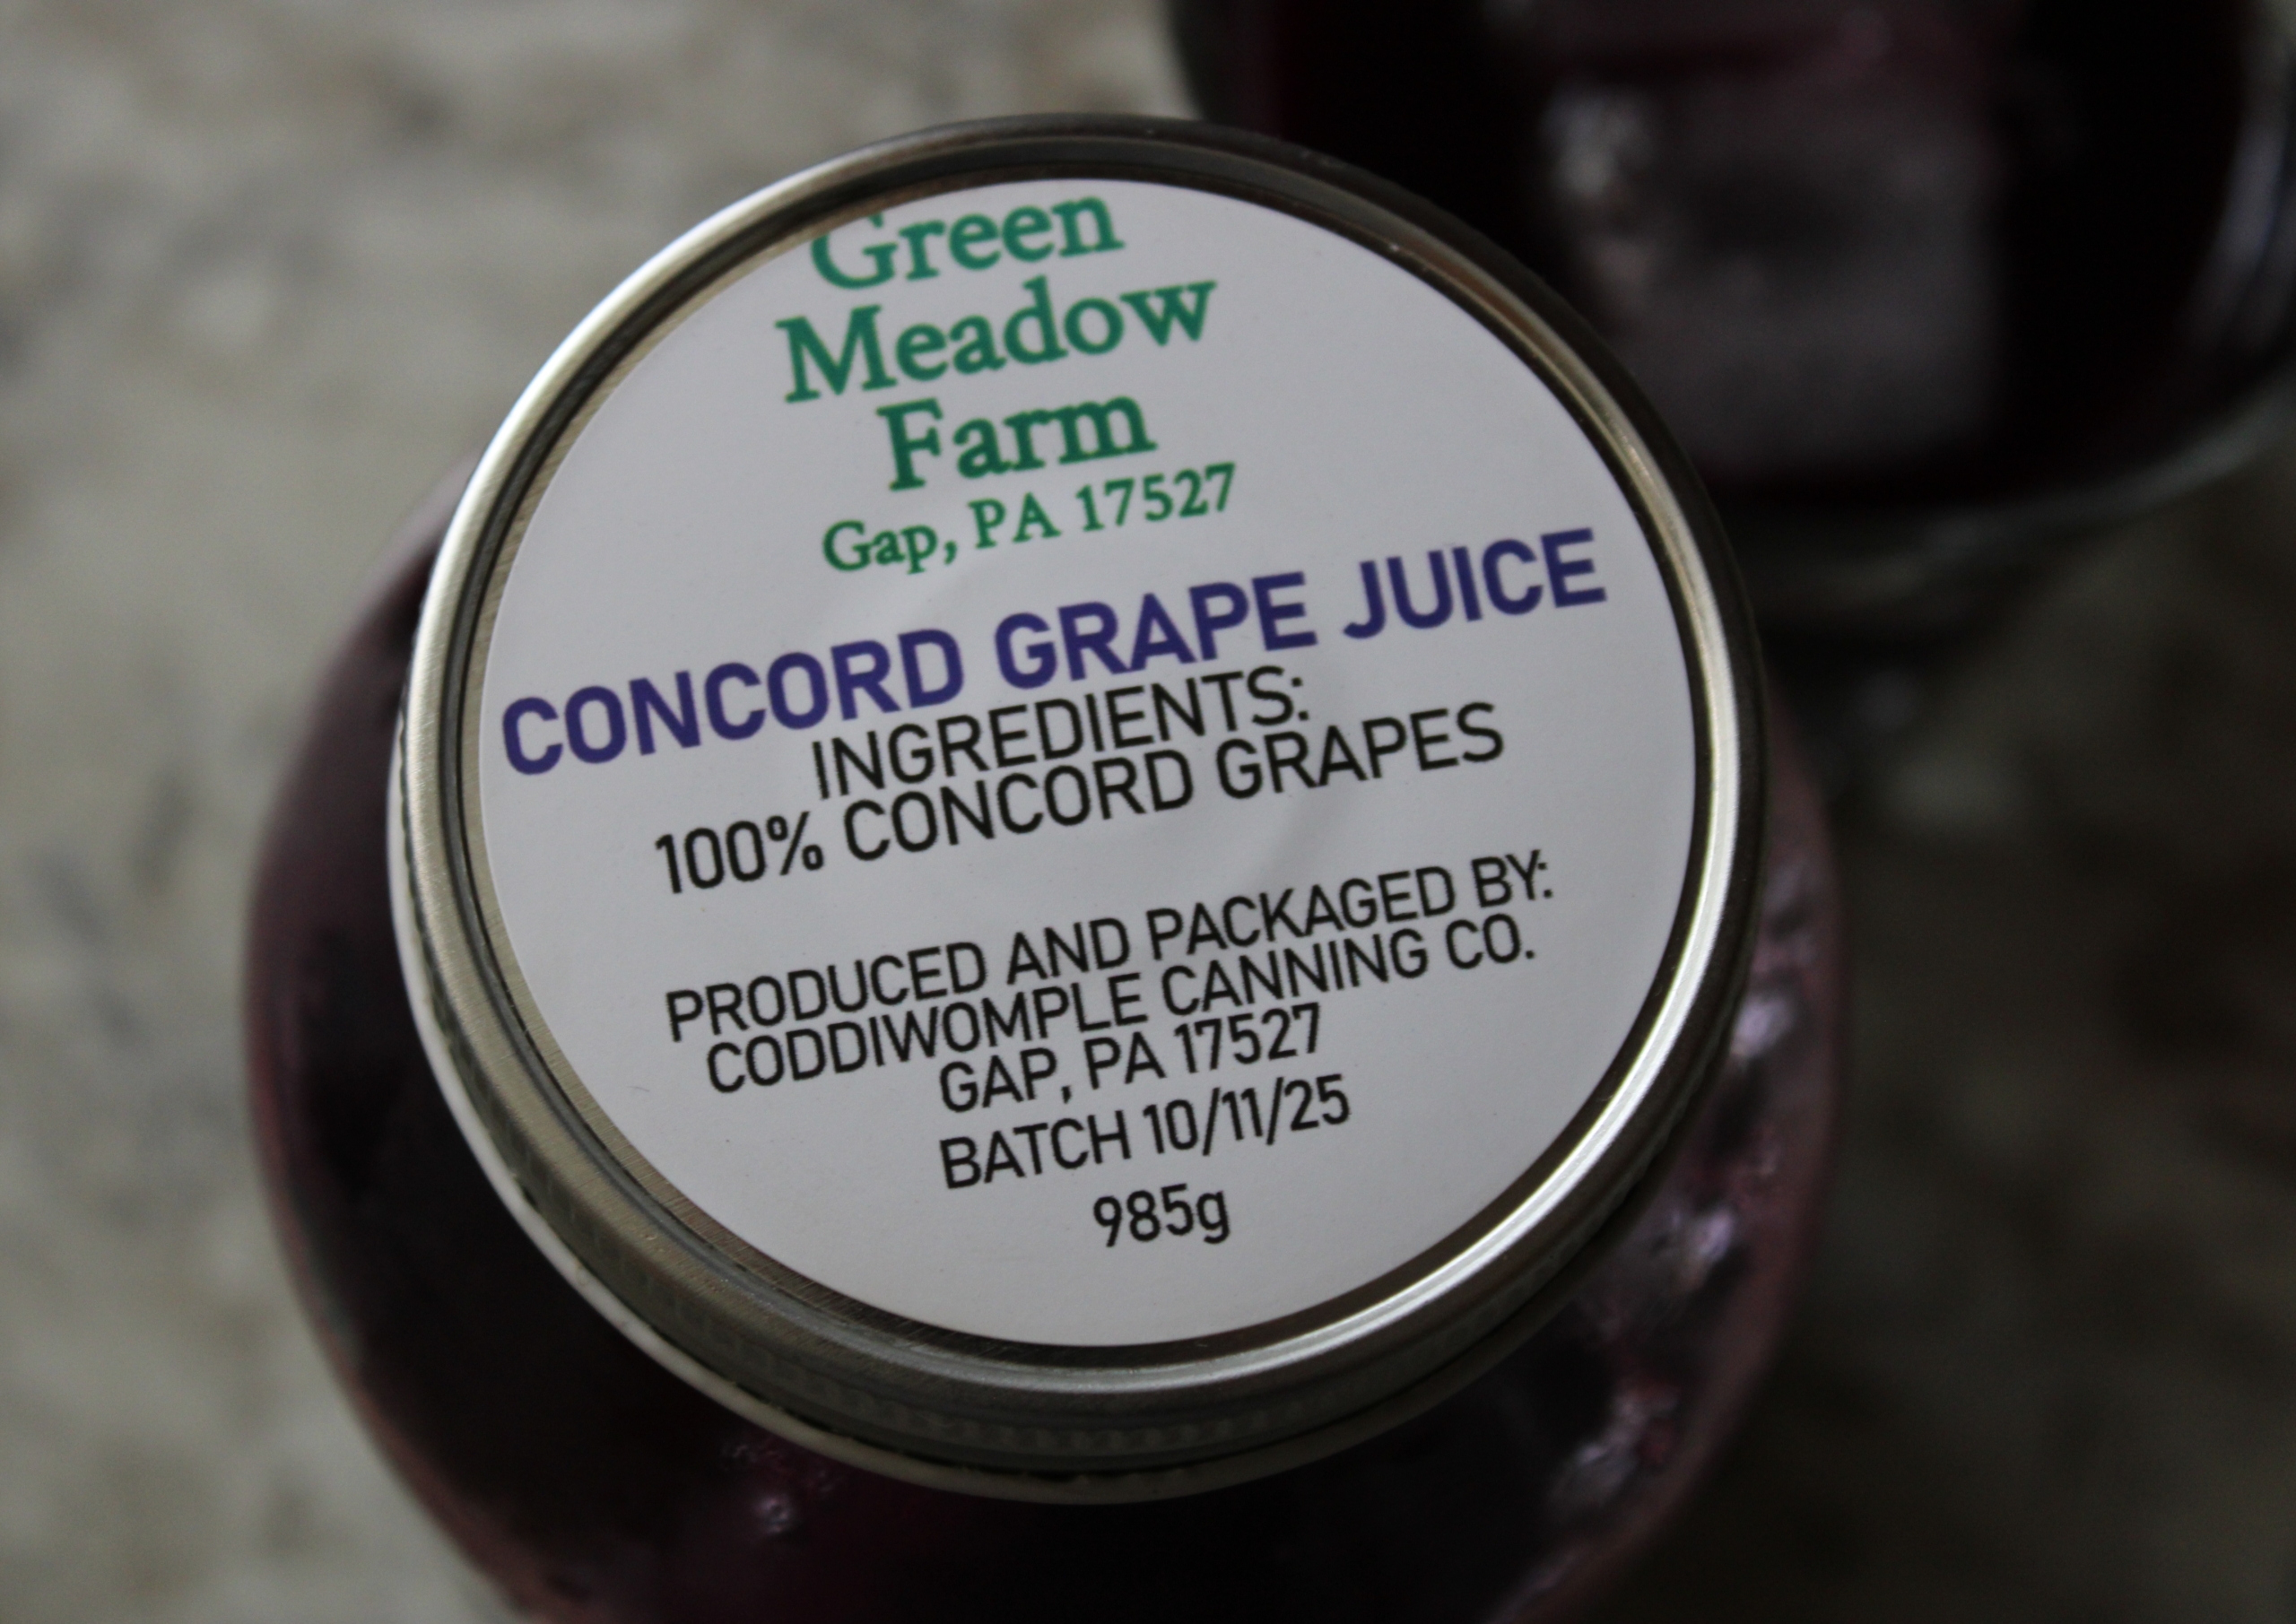 Green
Meadow
Farm
Gap, PA 17527
CONCORD GRAPE JUICE
INGREDIENTS:
100% CONCORD GRAPES
PRODUCED AND PACKAGED BY:
CODDIWOMPLE CANNING CO.
GAP, PA 17527
BATCH 10/11/25
985g